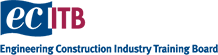 ecITB
Engineering Construction Industry Training Board